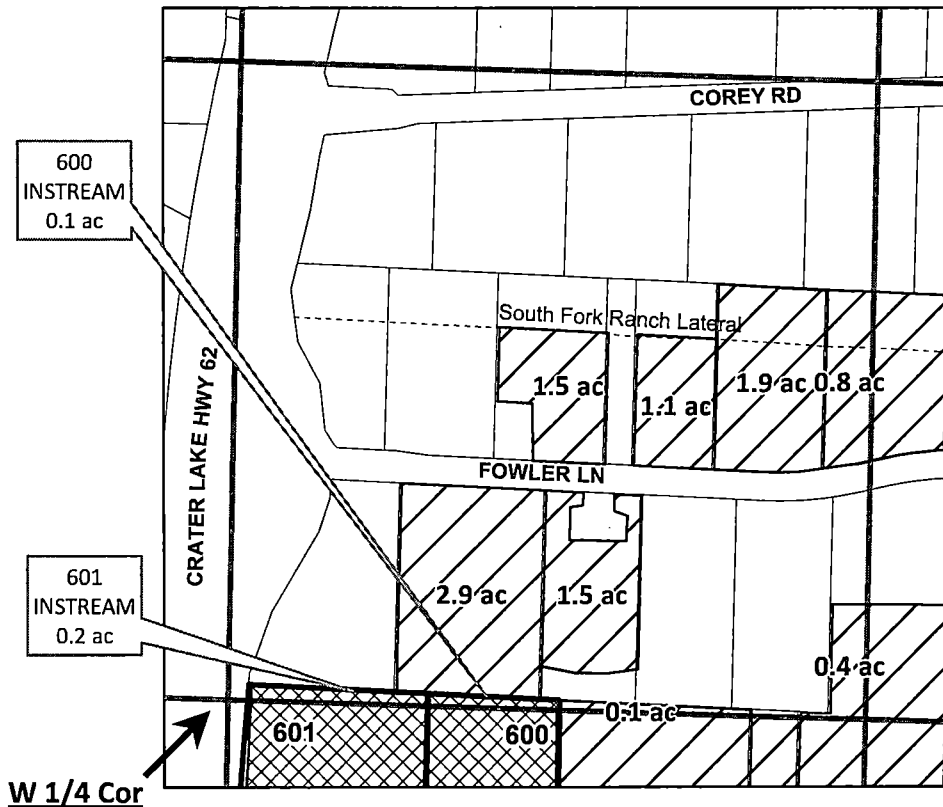 COREY RD
600
INSTREAM
0.1 ac
South Fork Ranch Lateral
1.5 ac
1.1 ac
1.9 ac
0.8 ac
CRATER LAKE HWY 62
FOWLER LN
601
INSTREAM
0.2 ac
2.9 ac
1.5 ac
0.4 ac
0.1 ac
601
600
W 1/4 Cor